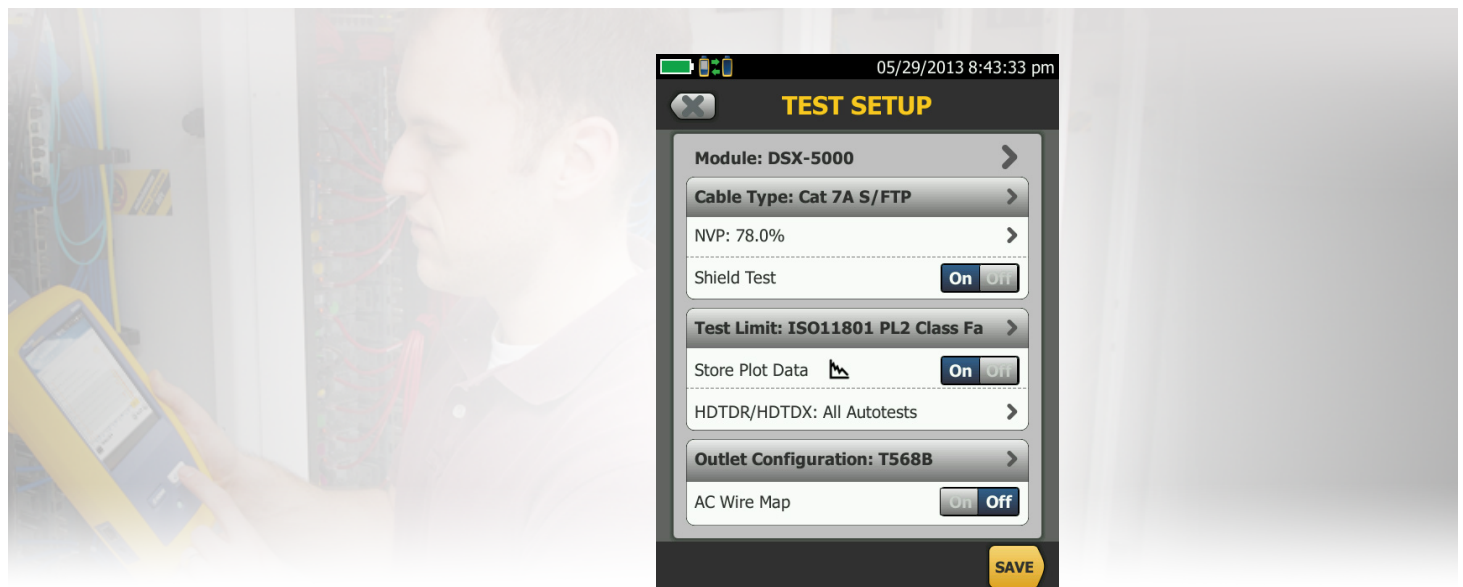 05/29/2013 8:43:33 pm
TEST SETUP
Module: DSX-5000
Cable Type: Cat 7A S/FTP
NVP: 78.0%
Shield Test On Off
Test Limit: ISO11801 PL2 Class Fa
Store Plot Data On Off
HDTDR/HDTDX: All Autotests
Outlet Configuration: T568B
AC Wire Map On Off
SAVE